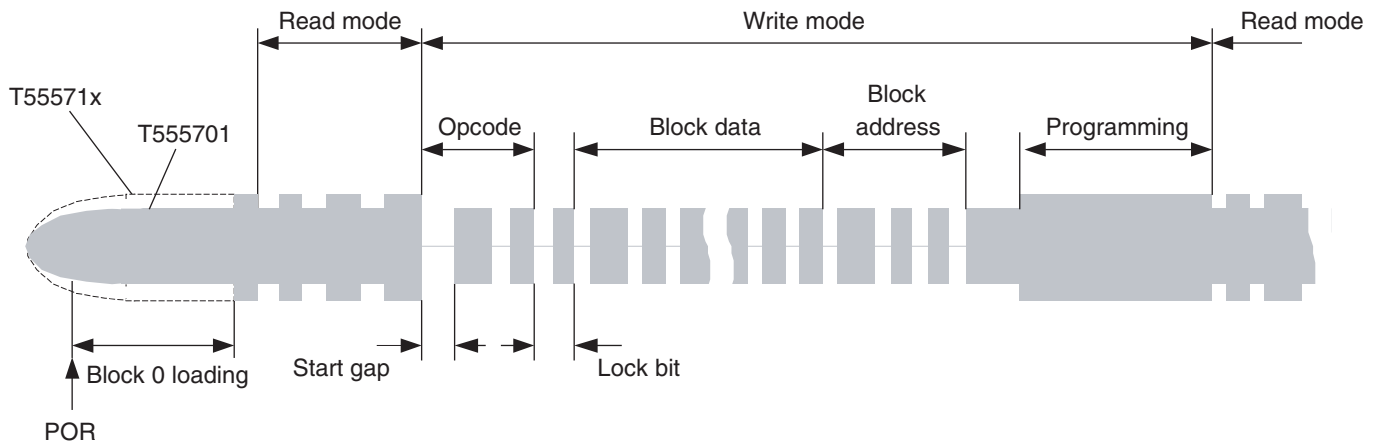 Read mode
Write mode
Read mode
T55571x
T555701
Opcode
Block data
Block
address
Programming
Block 0 loading
Start gap
Lock bit
POR